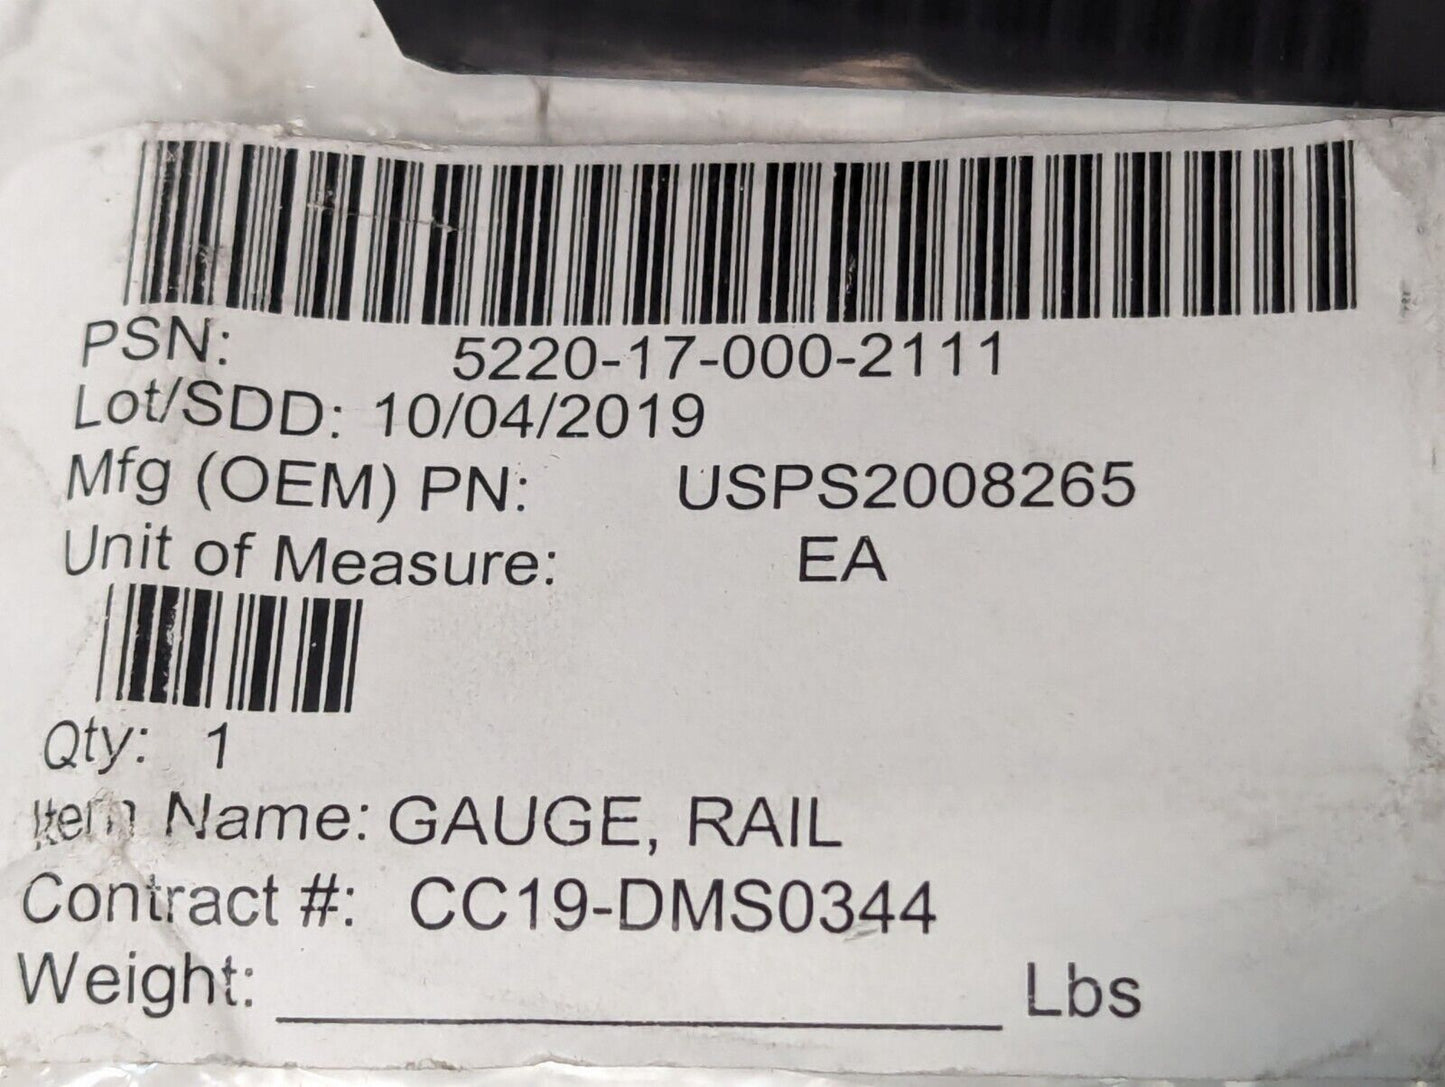 PSN: 5220-17-000-2111
Lot/SDD: 10/04/2019
Mfg (OEM) PN: USPS2008265
Unit of Measure: EA
Qty: 1
Item Name: GAUGE, RAIL
Contract #: CC19-DMS0344
Weight: Lbs